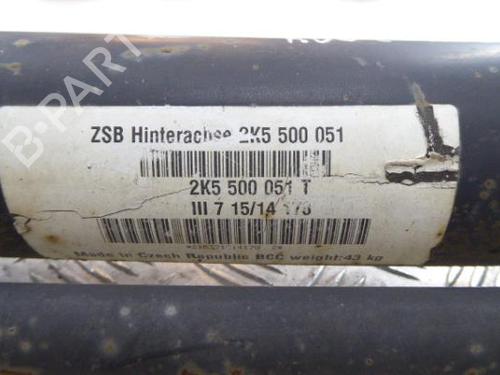 B-PARTS
ZSB Hinterachse 2K5 500 051
2K5 500 051 T
III 7 15/14 178
Made in Czech Republic BCC weight:43 kg